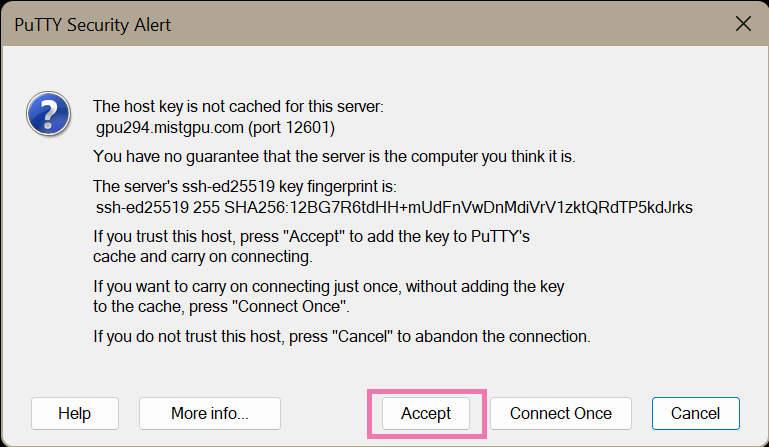 PuTTY Security Alert
The host key is not cached for this server:
gpu294.mistgpu.com (port 12601)
You have no guarantee that the server is the computer you think it is.
The server's ssh-ed25519 key fingerprint is:
ssh-ed25519 255 SHA256:12BG7R6tdHH+mUdFnVwDnMdiVrV1zktQRdTP5kdJrks
If you trust this host, press "Accept" to add the key to PuTTY's
cache and carry on connecting.
If you want to carry on connecting just once, without adding the key
to the cache, press "Connect Once".
If you do not trust this host, press "Cancel" to abandon the connection.
Help
More info...
Accept
Connect Once
Cancel